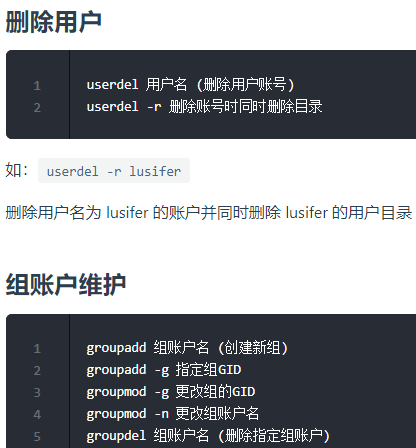 删除用户
1 userdel 用户名 (删除用户账号)
2 userdel -r 删除账号时同时删除目录
如： userdel -r lusifer
删除用户名为 lusifer 的账户并同时删除 lusifer 的用户目录
组账户维护
1 groupadd 组账户名 (创建新组)
2 groupadd -g 指定组GID
3 groupmod -g 更改组的GID
4 groupmod -n 更改组账户名
5 groupdel 组账户名 (删除指定组账户)